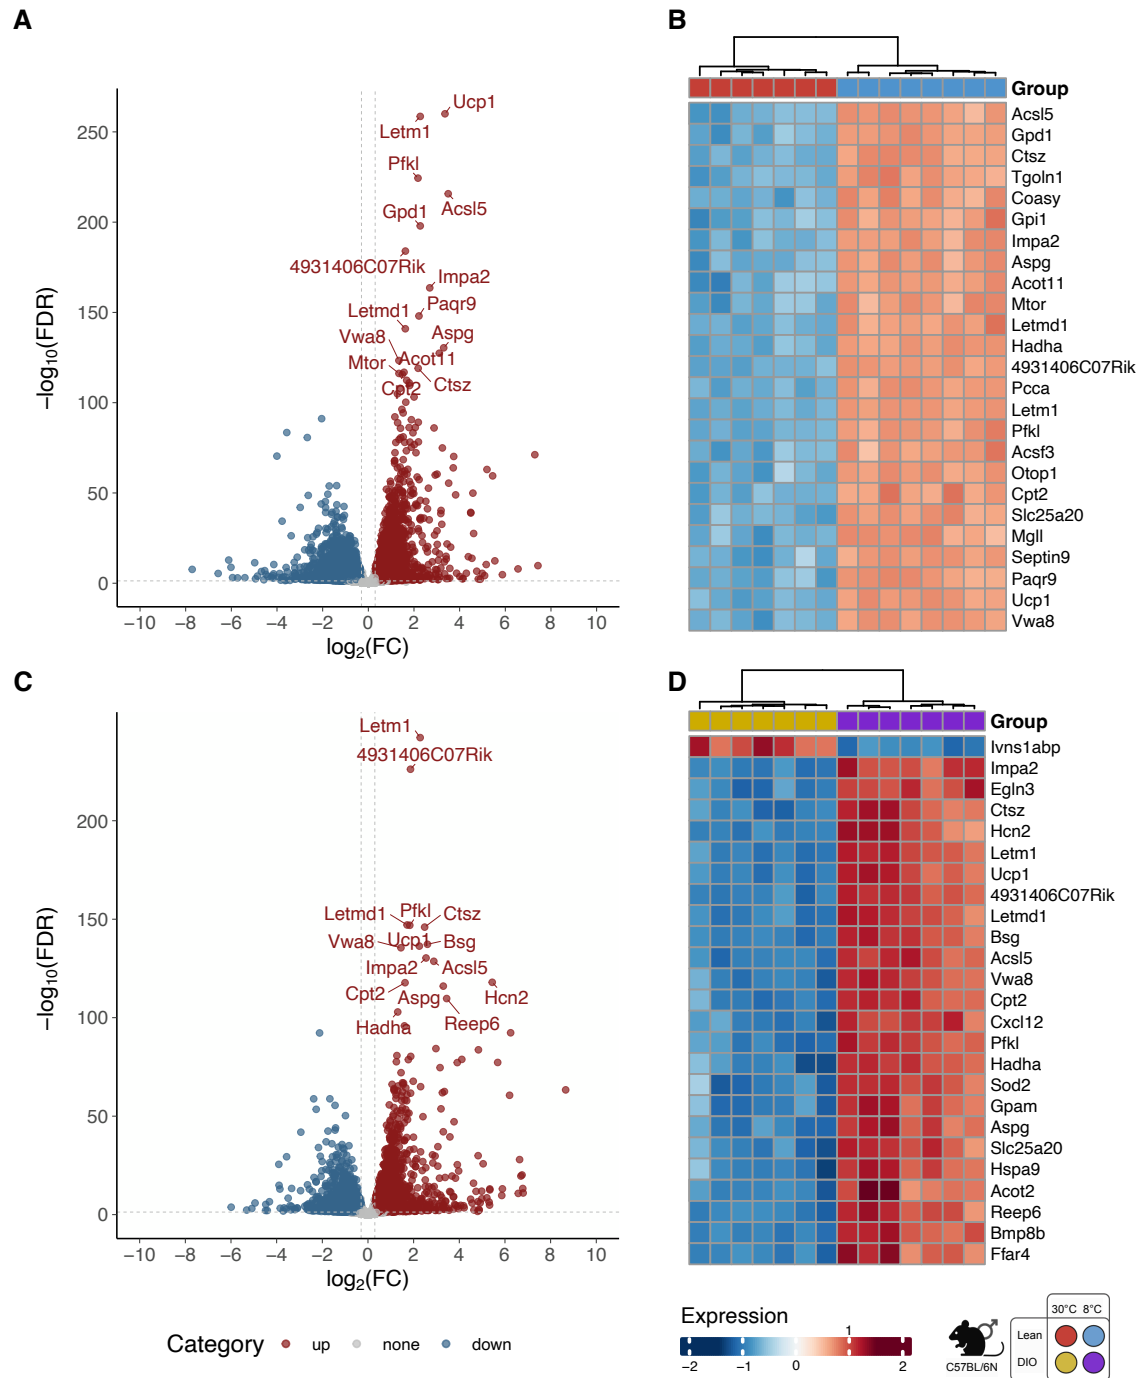 A
−log10(FDR)
250
200
150
100
50
0
Ucp1
Letm1
Pfkl
Acsl5
Gpd1
4931406C07Rik
Impa2
Paqr9
Letmd1
Aspg
Vwa8
Acot11
Mtor
Ctsz
Cpt2
−10 −8 −6 −4 −2 0 2 4 6 8 10
log2(FC)
B
Group
Acsl5
Gpd1
Ctsz
Tgoln1
Coasy
Gpi1
Impa2
Aspg
Acot11
Mtor
Letmd1
Hadha
4931406C07Rik
Pcca
Letm1
Pfkl
Acsf3
Otop1
Cpt2
Slc25a20
Mgll
Septin9
Paqr9
Ucp1
Vwa8
C
−log10(FDR)
200
150
100
50
0
Letm1
4931406C07Rik
Letmd1
Pfkl
Ctsz
Vwa8
Ucp1
Bsg
Impa2
Acsl5
Cpt2
Aspg
Hcn2
Hadha
Reep6
−10 −8 −6 −4 −2 0 2 4 6 8 10
log2(FC)
Category up none down
D
Group
Ivns1abp
Impa2
Egln3
Ctsz
Hcn2
Letm1
Ucp1
4931406C07Rik
Letmd1
Bsg
Acsl5
Vwa8
Cpt2
Cxcl12
Pfkl
Hadha
Sod2
Gpam
Aspg
Slc25a20
Hspa9
Acot2
Reep6
Bmp8b
Ffar4
Expression
1
−2 −1 0 2
C57BL/6N
30°C 8°C
Lean
DIO